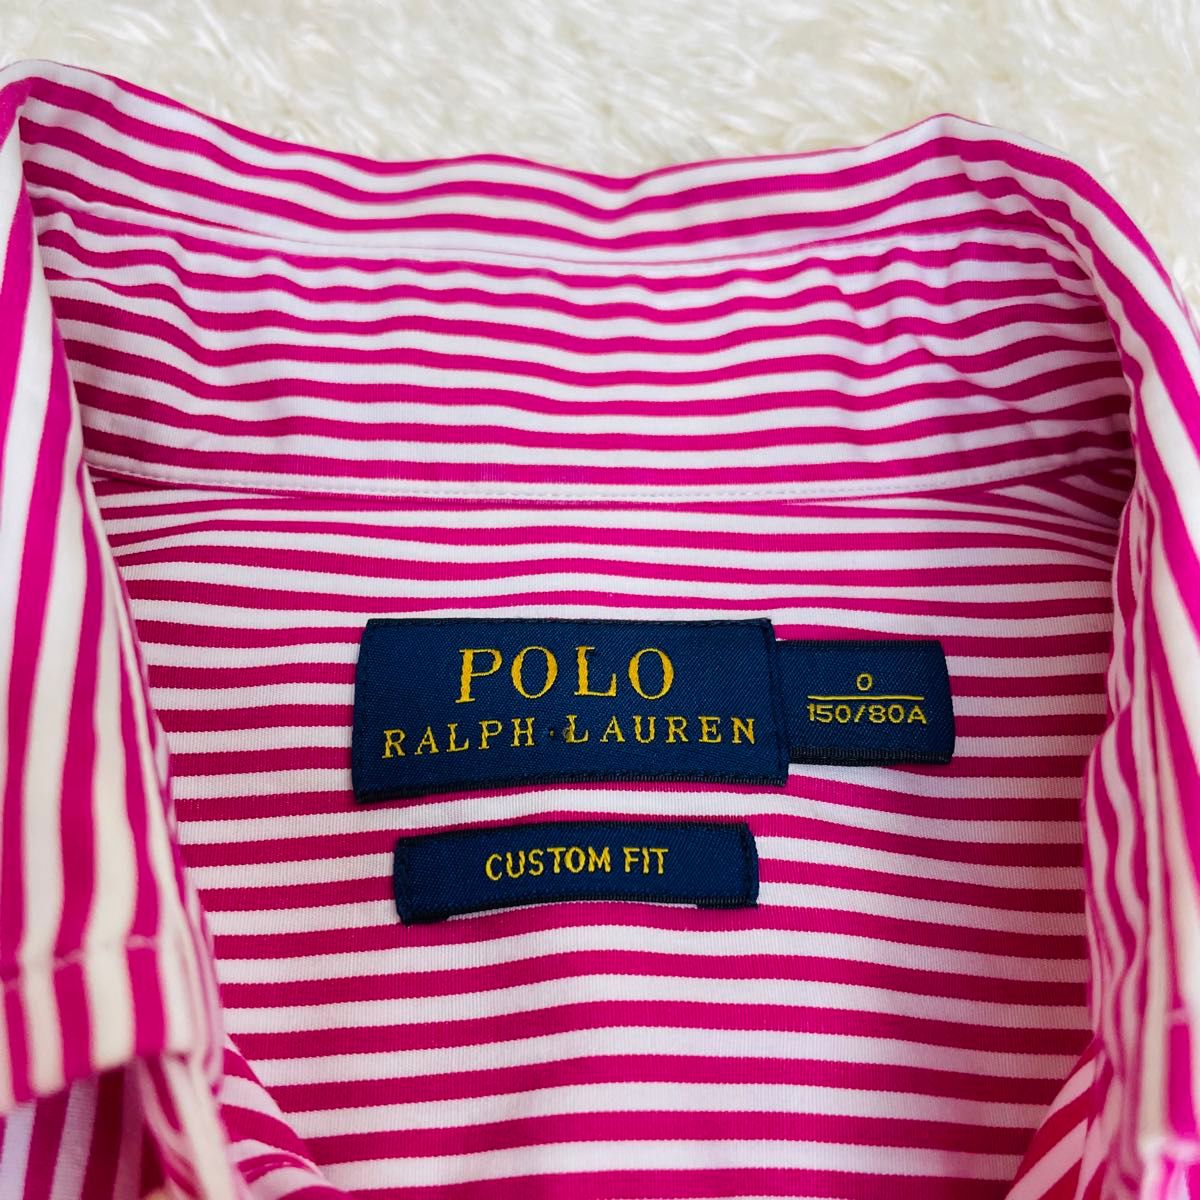 POLO
RALPH · LAUREN
0
150/80A
CUSTOM FIT